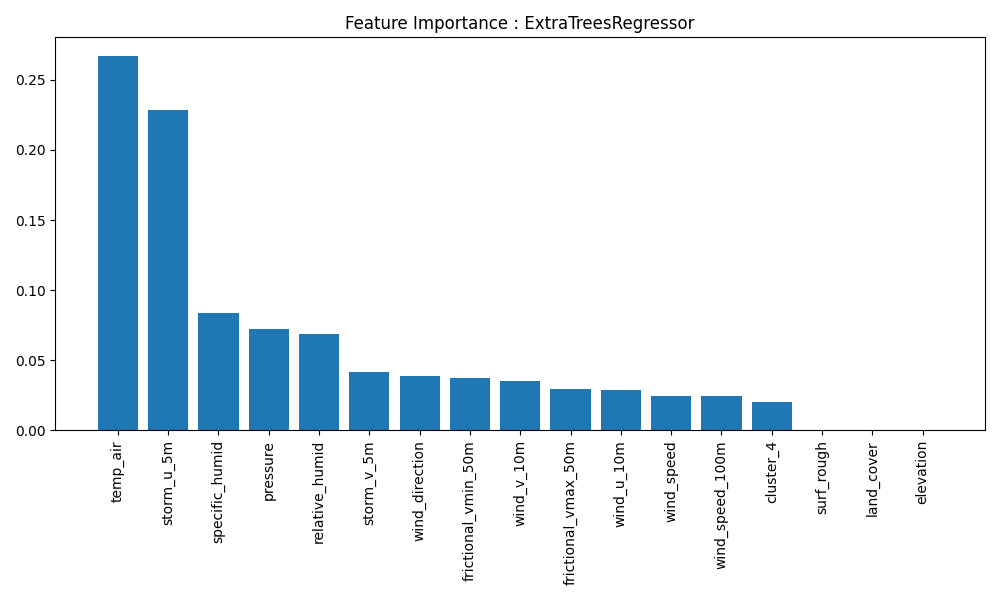 Feature Importance : ExtraTreesRegressor
0.25
0.20
0.15
0.10
0.05
0.00
temp_air
storm_u_5m
specific_humid
pressure
relative_humid
storm_v_5m
wind_direction
frictional_vmin_50m
wind_v_10m
frictional_vmax_50m
wind_u_10m
wind_speed
wind_speed_100m
cluster_4
surf_rough
land_cover
elevation